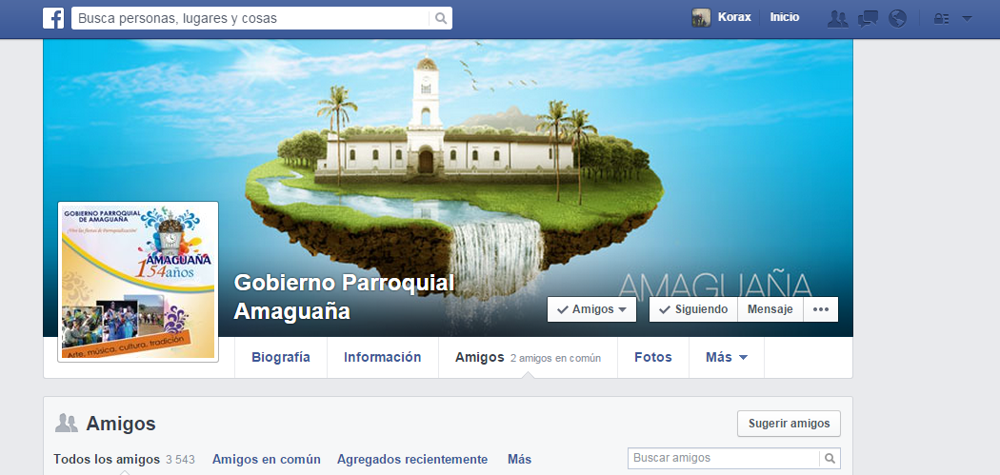 Busca personas, lugares y cosas
Korax
Inicio
GOBIERNO PARROQUIAL
DE AMAGUAÑA
¡Viva las fiestas de Parroquialización!
AMAGUAÑA
154 años
Arte, música, cultura, tradición
Gobierno Parroquial
Amaguaña
AMAGUAÑA
Amigos
Siguiendo
Mensaje
Biografía
Información
Amigos 2 amigos en común
Fotos
Más
Amigos
Sugerir amigos
Todos los amigos 3 543
Amigos en común
Agregados recientemente
Más
Buscar amigos